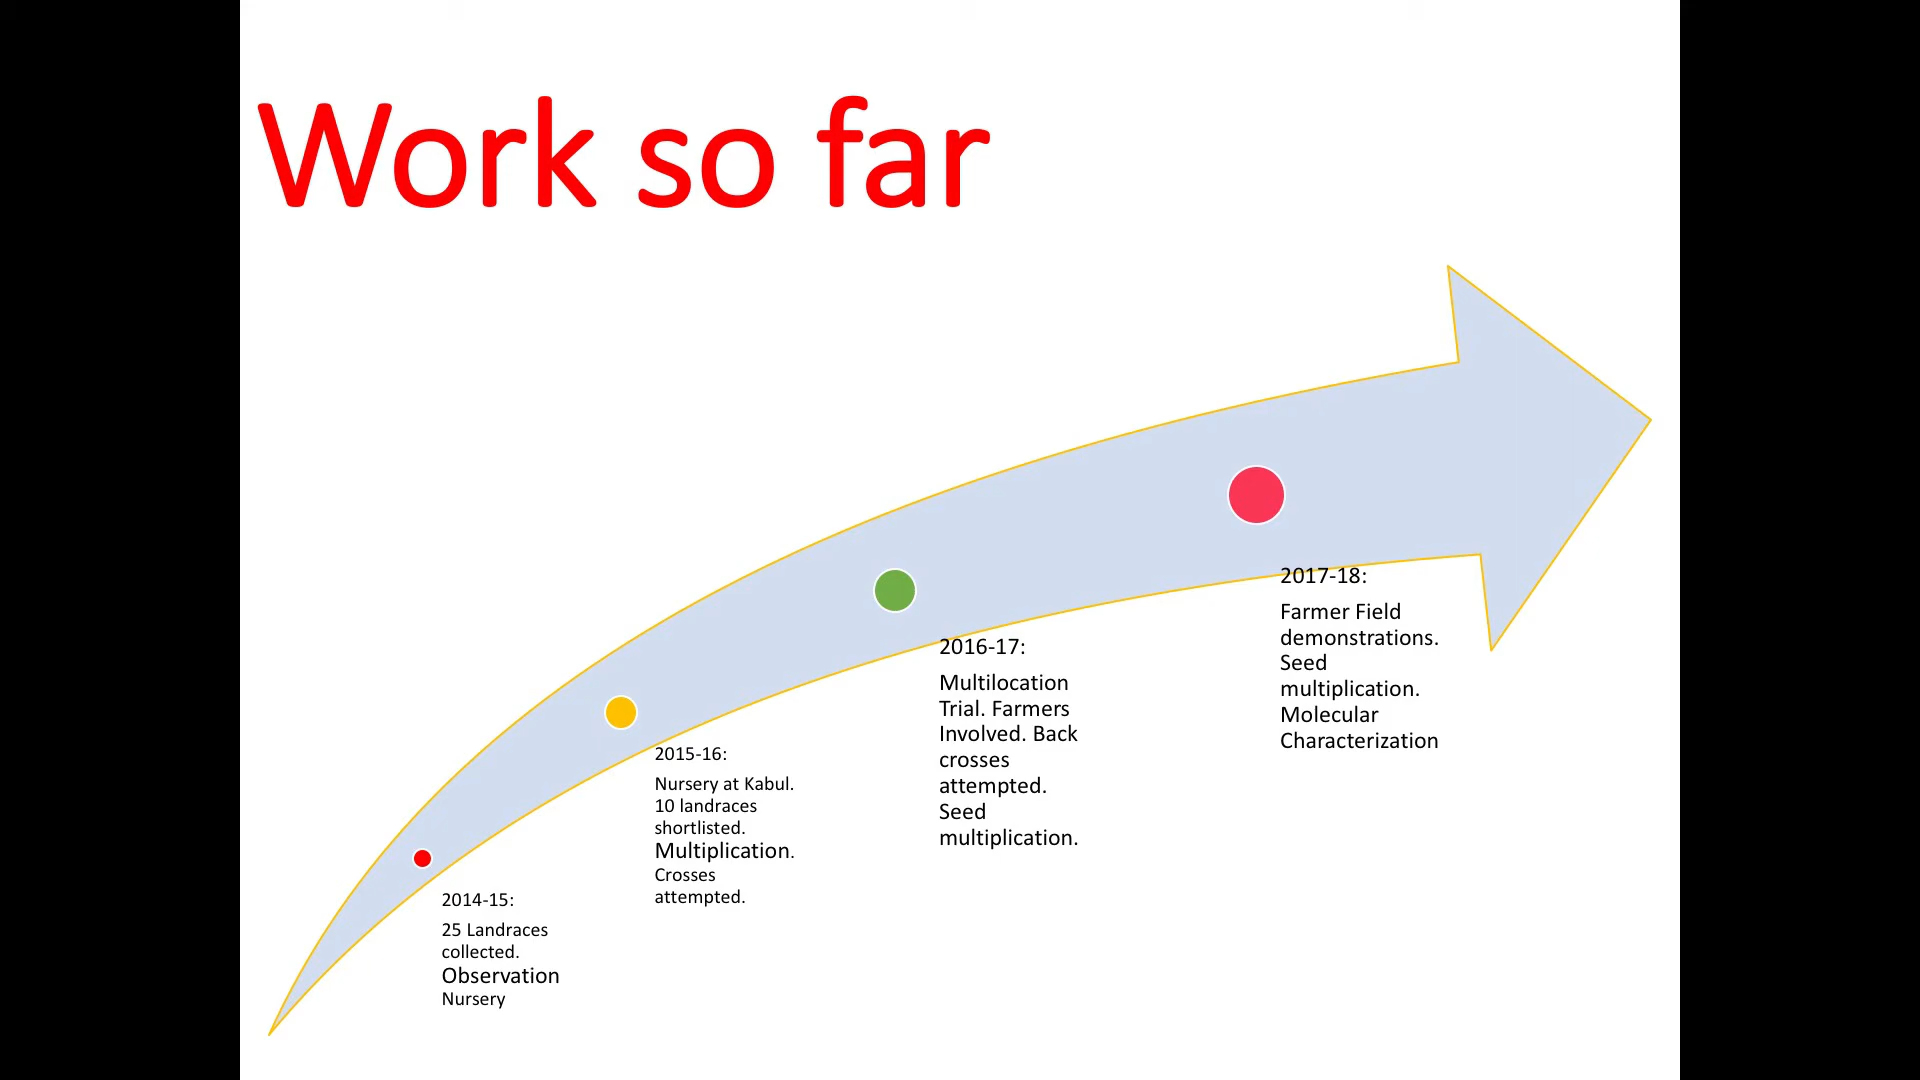 Work so far
2014-15:
25 Landraces
collected.
Observation
Nursery
2015-16:
Nursery at Kabul.
10 landraces
shortlisted.
Multiplication.
Crosses
attempted.
2016-17:
Multilocation
Trial. Farmers
Involved. Back
crosses
attempted.
Seed
multiplication.
2017-18:
Farmer Field
demonstrations.
Seed
multiplication.
Molecular
Characterization